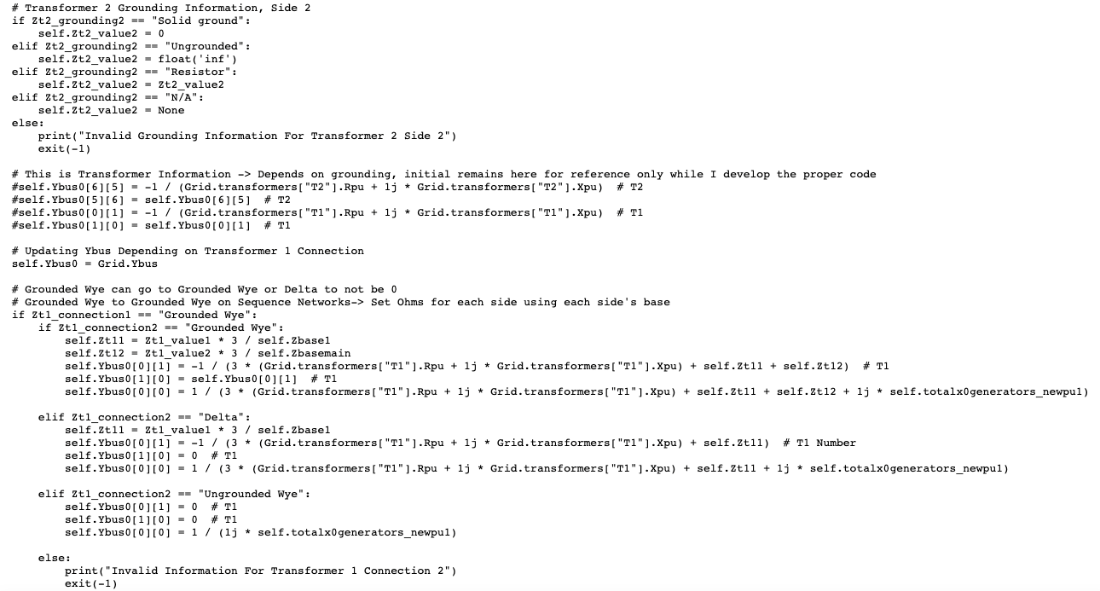 # Transformer 2 Grounding Information, Side 2
if Zt2_grounding2 == "Solid ground":
    self.Zt2_value2 = 0
elif Zt2_grounding2 == "Ungrounded":
    self.Zt2_value2 = float('inf')
elif Zt2_grounding2 == "Resistor":
    self.Zt2_value2 = Zt2_value2
elif Zt2_grounding2 == "N/A":
    self.Zt2_value2 = None
else:
    print("Invalid Grounding Information For Transformer 2 Side 2")
    exit(-1)

# This is Transformer Information -> Depends on grounding, initial remains here for reference only while I develop the proper code
#self.Ybus0[6][5] = -1 / (Grid.transformers["T2"].Rpu + 1j * Grid.transformers["T2"].Xpu)  # T2
#self.Ybus0[5][6] = self.Ybus0[6][5]  # T2
#self.Ybus0[0][1] = -1 / (Grid.transformers["T1"].Rpu + 1j * Grid.transformers["T1"].Xpu)  # T1
#self.Ybus0[1][0] = self.Ybus0[0][1]  # T1

# Updating Ybus Depending on Transformer 1 Connection
self.Ybus0 = Grid.Ybus

# Grounded Wye can go to Grounded Wye or Delta to not be 0
# Grounded Wye to Grounded Wye on Sequence Networks-> Set Ohms for each side using each side's base
if Zt1_connection1 == "Grounded Wye":
    if Zt1_connection2 == "Grounded Wye":
        self.Zt11 = Zt1_value1 * 3 / self.Zbase1
        self.Zt12 = Zt1_value2 * 3 / self.Zbasemain
        self.Ybus0[0][1] = -1 / (3 * (Grid.transformers["T1"].Rpu + 1j * Grid.transformers["T1"].Xpu) + self.Zt11 + self.Zt12)  # T1
        self.Ybus0[1][0] = self.Ybus0[0][1]  # T1
        self.Ybus0[0][0] = 1 / (3 * (Grid.transformers["T1"].Rpu + 1j * Grid.transformers["T1"].Xpu) + self.Zt11 + self.Zt12 + 1j * self.totalx0generators_newpu1)

    elif Zt1_connection2 == "Delta":
        self.Zt11 = Zt1_value1 * 3 / self.Zbase1
        self.Ybus0[0][1] = -1 / (3 * (Grid.transformers["T1"].Rpu + 1j * Grid.transformers["T1"].Xpu) + self.Zt11)  # T1 Number
        self.Ybus0[1][0] = 0  # T1
        self.Ybus0[0][0] = 1 / (3 * (Grid.transformers["T1"].Rpu + 1j * Grid.transformers["T1"].Xpu) + self.Zt11 + 1j * self.totalx0generators_newpu1)

    elif Zt1_connection2 == "Ungrounded Wye":
        self.Ybus0[0][1] = 0  # T1
        self.Ybus0[1][0] = 0  # T1
        self.Ybus0[0][0] = 1 / (1j * self.totalx0generators_newpu1)

    else:
        print("Invalid Information For Transformer 1 Connection 2")
        exit(-1)